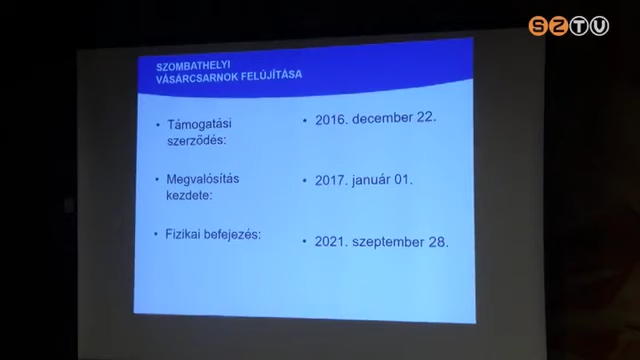 SZTV
SZOMBATHELYI
VÁSÁRCSARNOK FELÚJÍTÁSA
• Támogatási
szerződés:
• 2016. december 22.
• Megvalósítás
kezdete:
• 2017. január 01.
• Fizikai befejezés:
• 2021. szeptember 28.